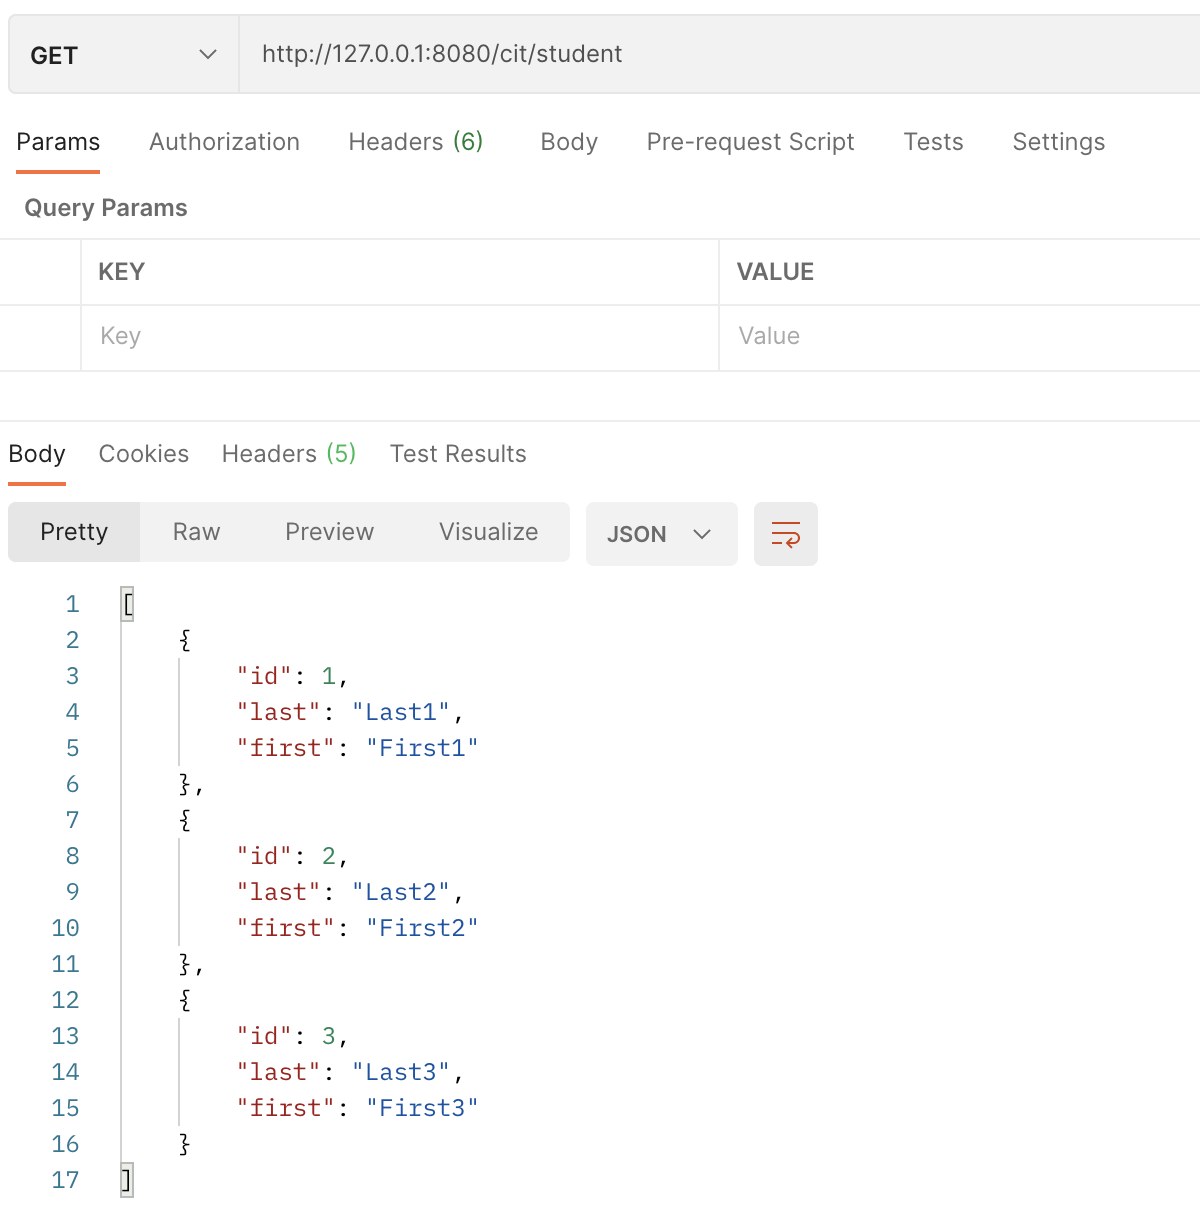 GET http://127.0.0.1:8080/cit/student
Params Authorization Headers (6) Body Pre-request Script Tests Settings
Query Params
KEY VALUE
Key Value
Body Cookies Headers (5) Test Results
Pretty Raw Preview Visualize JSON
1 [
2 {
3 "id": 1,
4 "last": "Last1",
5 "first": "First1"
6 },
7 {
8 "id": 2,
9 "last": "Last2",
10 "first": "First2"
11 },
12 {
13 "id": 3,
14 "last": "Last3",
15 "first": "First3"
16 }
17 ]